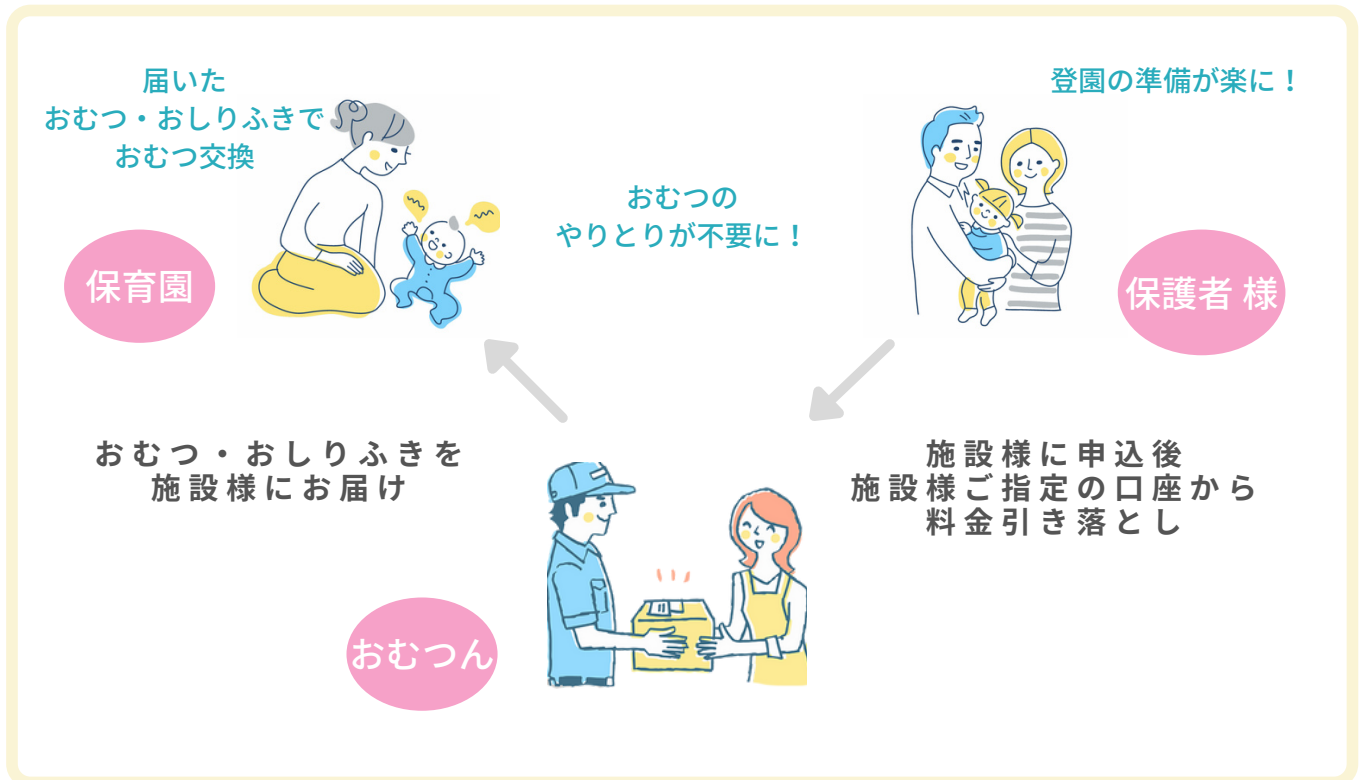 届いた
おむつ・おしりふきで
おむつ交換
登園の準備が楽に！
おむつの
やりとりが不要に！
保育園
保護者 様
おむつ・おしりふきを
施設様にお届け
施設様に申込後
施設様ご指定の口座から
料金引き落とし
おむつん